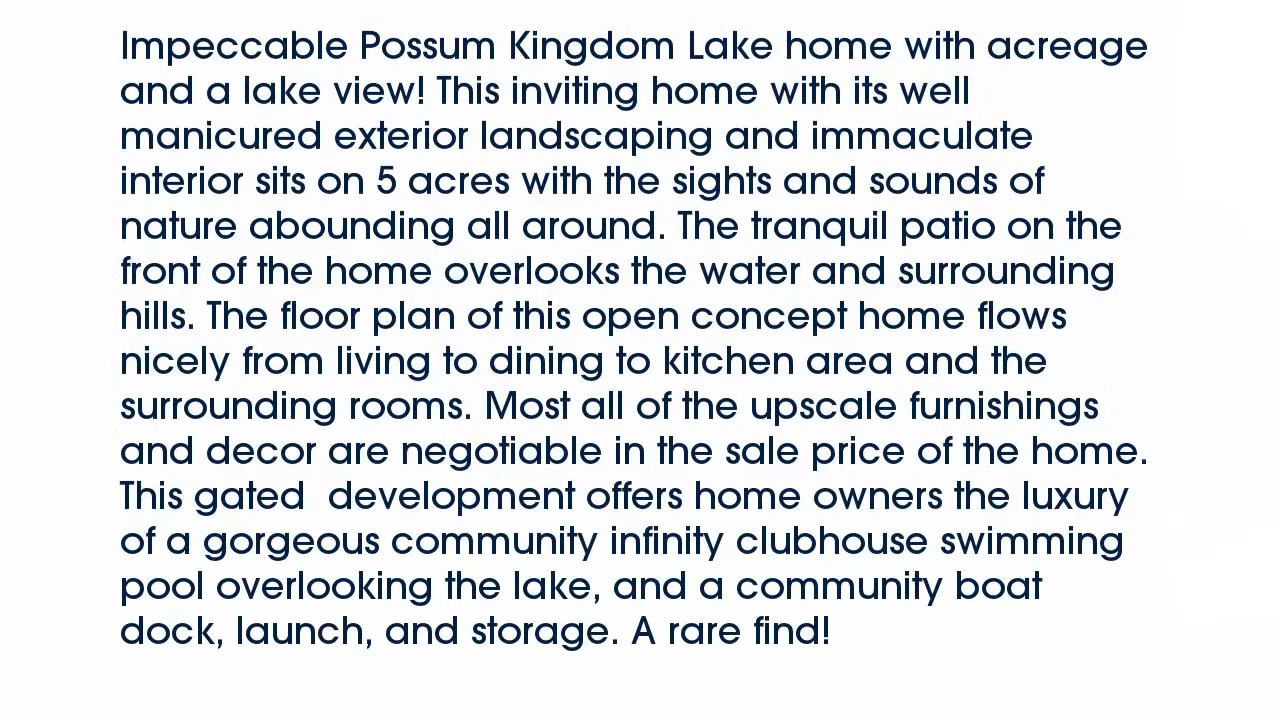 Impeccable Possum Kingdom Lake home with acreage
and a lake view! This inviting home with its well
manicured exterior landscaping and immaculate
interior sits on 5 acres with the sights and sounds of
nature abounding all around. The tranquil patio on the
front of the home overlooks the water and surrounding
hills. The floor plan of this open concept home flows
nicely from living to dining to kitchen area and the
surrounding rooms. Most all of the upscale furnishings
and decor are negotiable in the sale price of the home.
This gated  development offers home owners the luxury
of a gorgeous community infinity clubhouse swimming
pool overlooking the lake, and a community boat
dock, launch, and storage. A rare find!